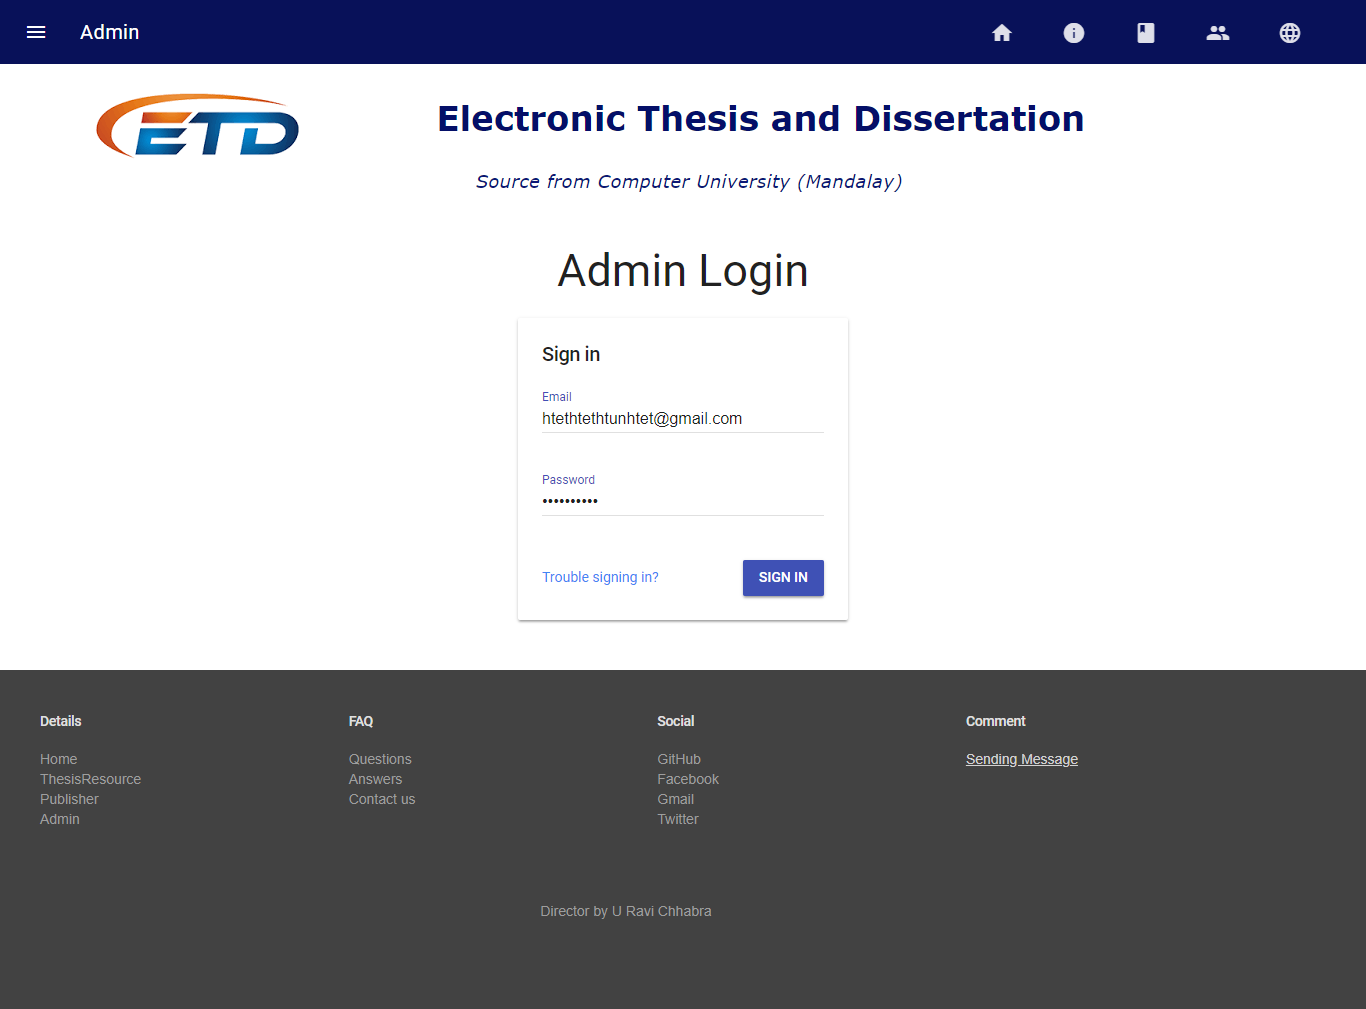 Admin
ETD
Electronic Thesis and Dissertation
Source from Computer University (Mandalay)
Admin Login
Sign in
Email
htethtethtunhtet@gmail.com
Password
••••••••••
Trouble signing in?
SIGN IN
Details
Home
ThesisResource
Publisher
Admin
FAQ
Questions
Answers
Contact us
Social
GitHub
Facebook
Gmail
Twitter
Comment
Sending Message
Director by U Ravi Chhabra